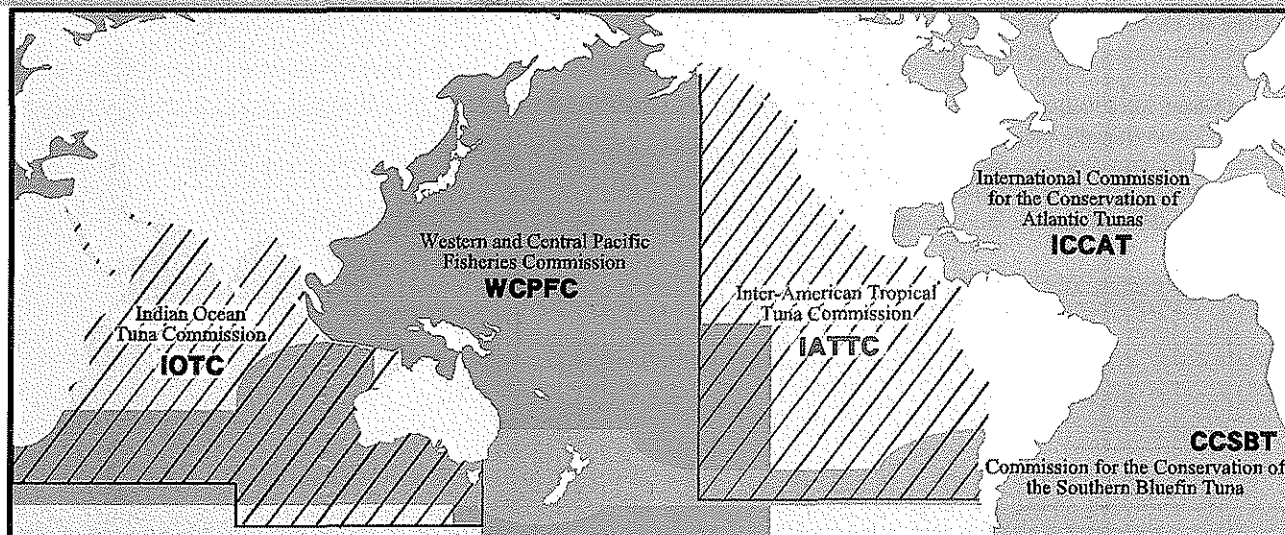 Indian Ocean
Tuna Commission
IOTC
Western and Central Pacific
Fisheries Commission
WCPFC
Inter-American Tropical
Tuna Commission
IATTC
International Commission
for the Conservation of
Atlantic Tunas
ICCAT
CCSBT
Commission for the Conservation of
the Southern Bluefin Tuna